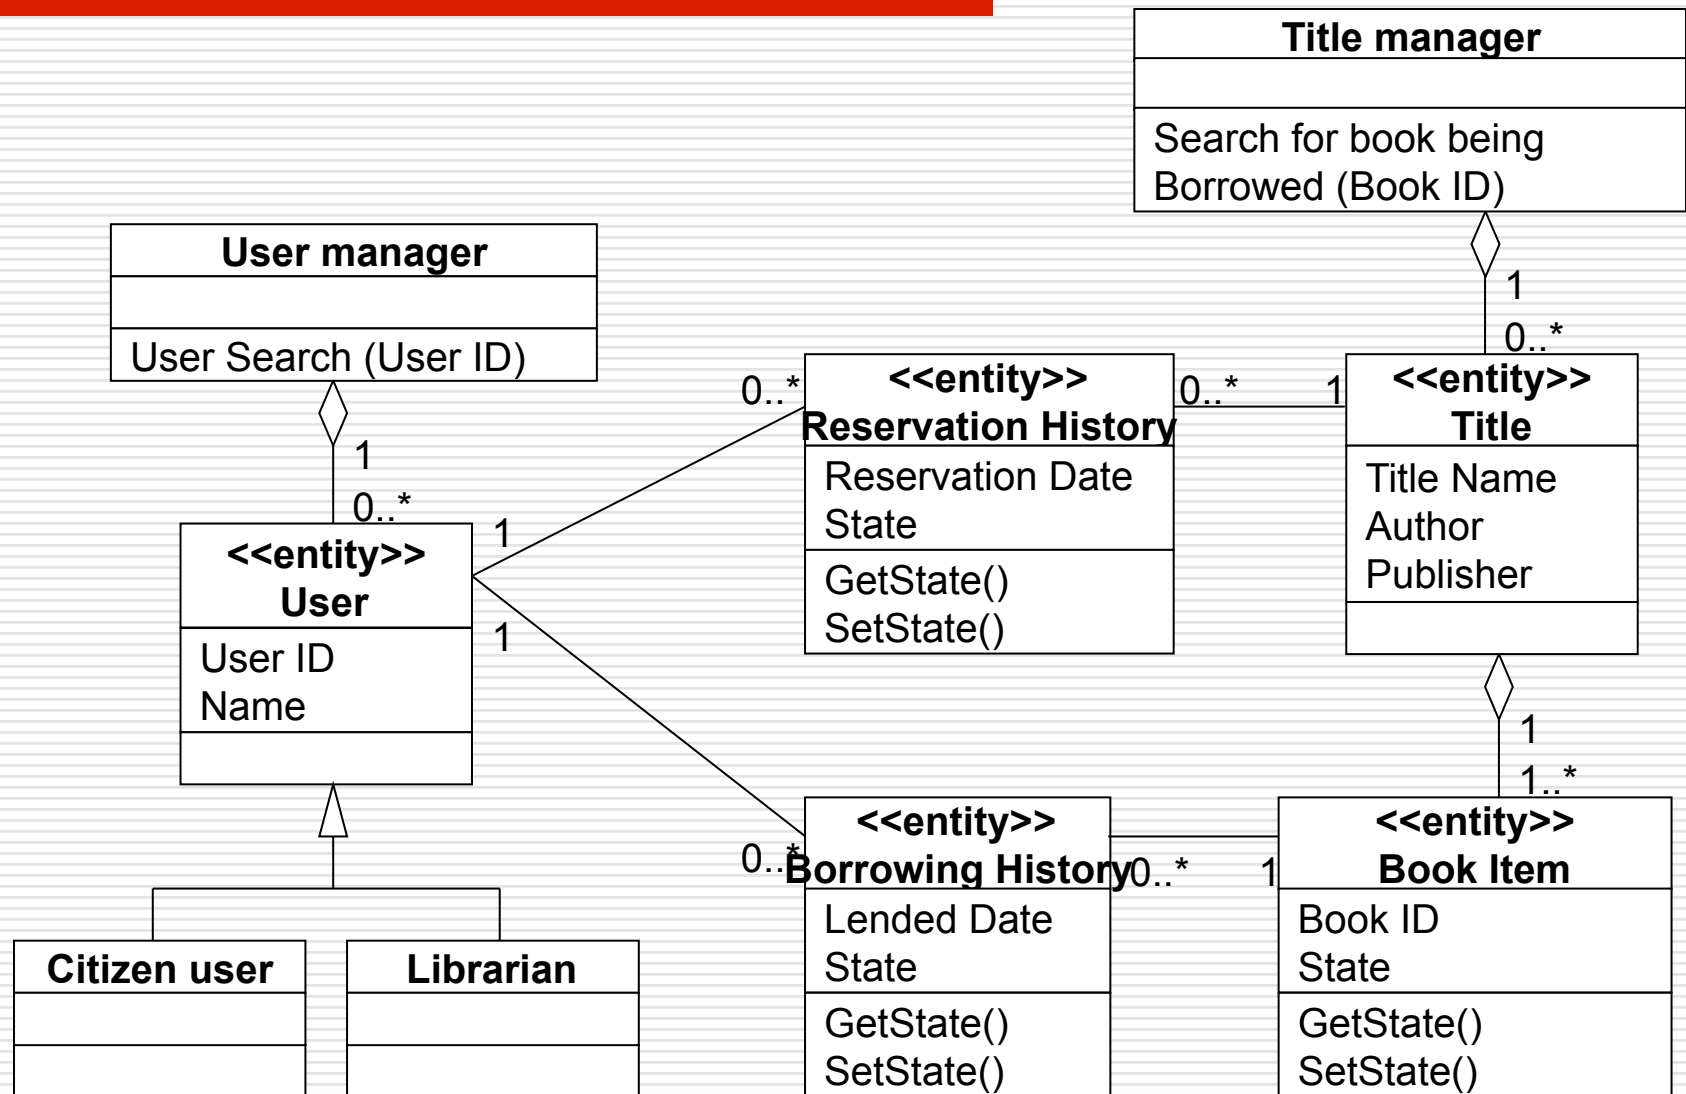 Title manager
Search for book being
Borrowed (Book ID)
1
0..*
User manager
User Search (User ID)
1
0..*
<<entity>>
User
User ID
Name
1
1
0..*
<<entity>>
Reservation History
Reservation Date
State
GetState()
SetState()
0..*
1
<<entity>>
Title
Title Name
Author
Publisher
1
1..*
0..*
<<entity>>
Borrowing History
Lended Date
State
GetState()
SetState()
0..*
1
<<entity>>
Book Item
Book ID
State
GetState()
SetState()
Citizen user
Librarian